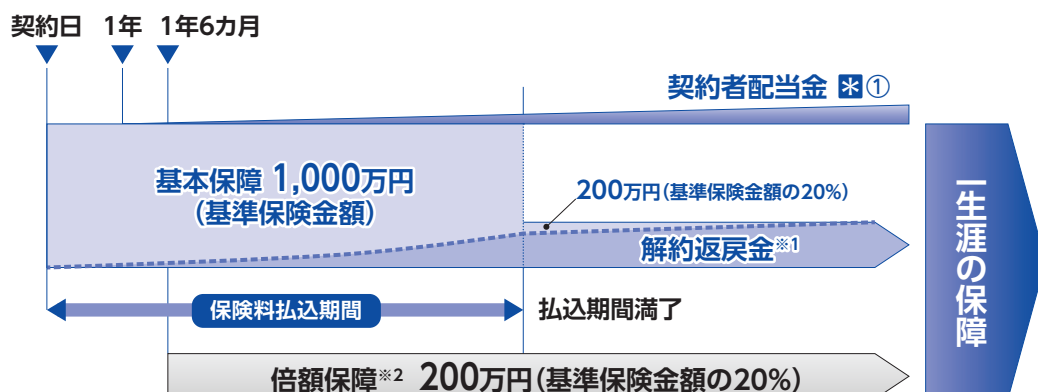 契約日 1年 1年6カ月
契約者配当金 *①
基本保障 1,000万円
(基準保険金額)
200万円(基準保険金額の20%)
解約返戻金※1
保険料払込期間
払込期間満了
倍額保障※2 200万円(基準保険金額の20%)
一生涯の保障